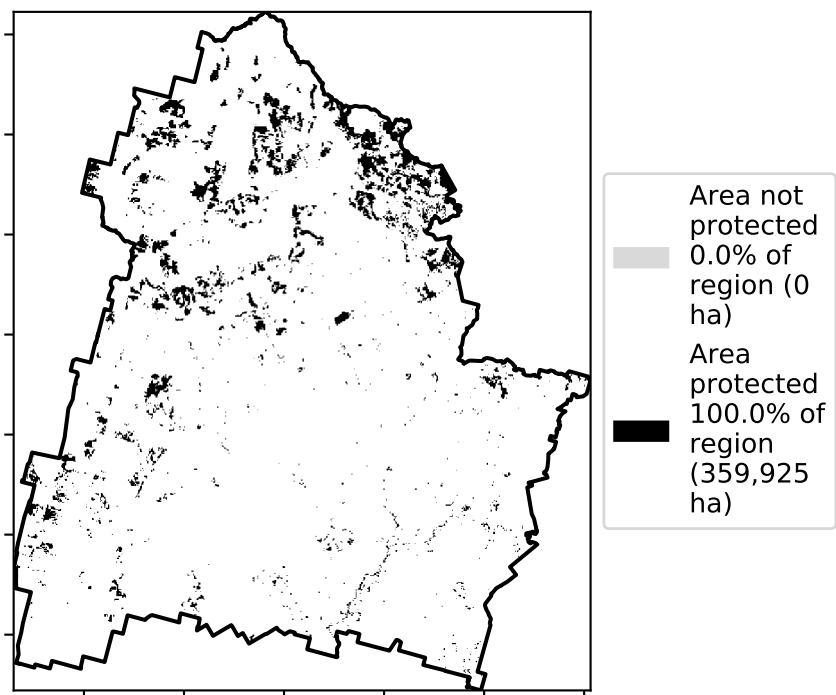 Area not
protected
0.0% of
region (0
ha)
Area
protected
100.0% of
region
(359,925
ha)